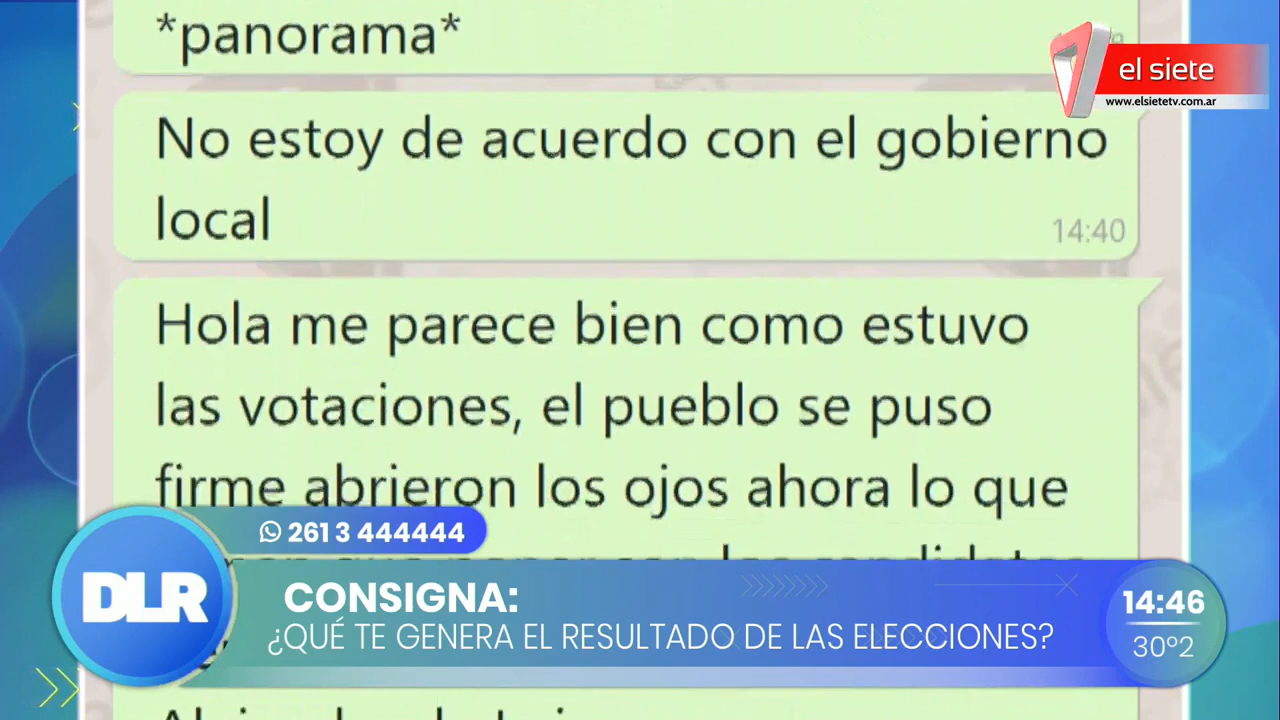 *panorama*
el siete
www.elsietetv.com.ar
No estoy de acuerdo con el gobierno
local
14:40
Hola me parece bien como estuvo
las votaciones, el pueblo se puso
firme abrieron los ojos ahora lo que
261 3 444444
DLR
CONSIGNA:
¿QUÉ TE GENERA EL RESULTADO DE LAS ELECCIONES?
14:46
30º2